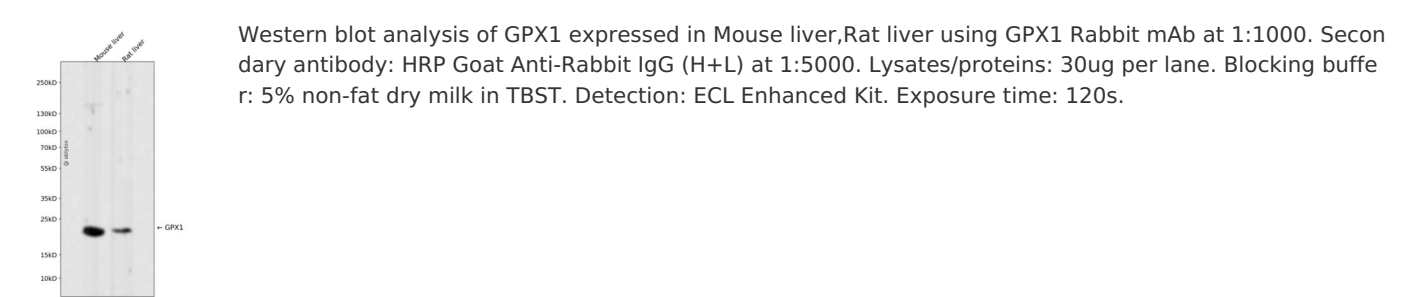 Mouse liver
Rat liver
Western blot analysis of GPX1 expressed in Mouse liver,Rat liver using GPX1 Rabbit mAb at 1:1000. Secon
dary antibody: HRP Goat Anti-Rabbit IgG (H+L) at 1:5000. Lysates/proteins: 30ug per lane. Blocking buffe
r: 5% non-fat dry milk in TBST. Detection: ECL Enhanced Kit. Exposure time: 120s.
250kD
130kD
100kD
70kD
55kD
35kD
25kD
← GPX1
15kD
10kD